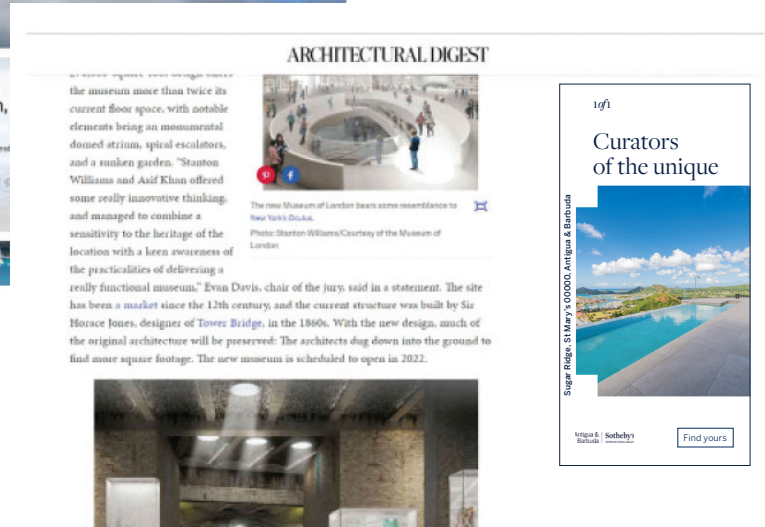 ARCHITECTURAL DIGEST
the museum more than twice its
current floor space, with notable
elements being an monumental
domed atrium, spiral escalators,
and a sunken garden. “Stanton
Williams and Asif Khan offered
some really innovative thinking,
and managed to combine a
sensitivity to the heritage of the
location with a keen awareness of
the practicalities of delivering a
really functional museum,” Evan Davis, chair of the jury, said in a statement. The site
has been a market since the 12th century, and the current structure was built by Sir
Horace Jones, designer of Tower Bridge, in the 1860s. With the new design, much of
the original architecture will be preserved: The architects dug down into the ground to
find more square footage. The new museum is scheduled to open in 2022.
The new Museum of London bears some resemblance to
New York's Oculus.
Photo: Stanton Williams/Courtesy of the Museum of
London
1of1
Curators
of the unique
Sugar Ridge, St Mary's 00000, Antigua & Barbuda
Antigua &
Barbuda
Sotheby's
Find yours